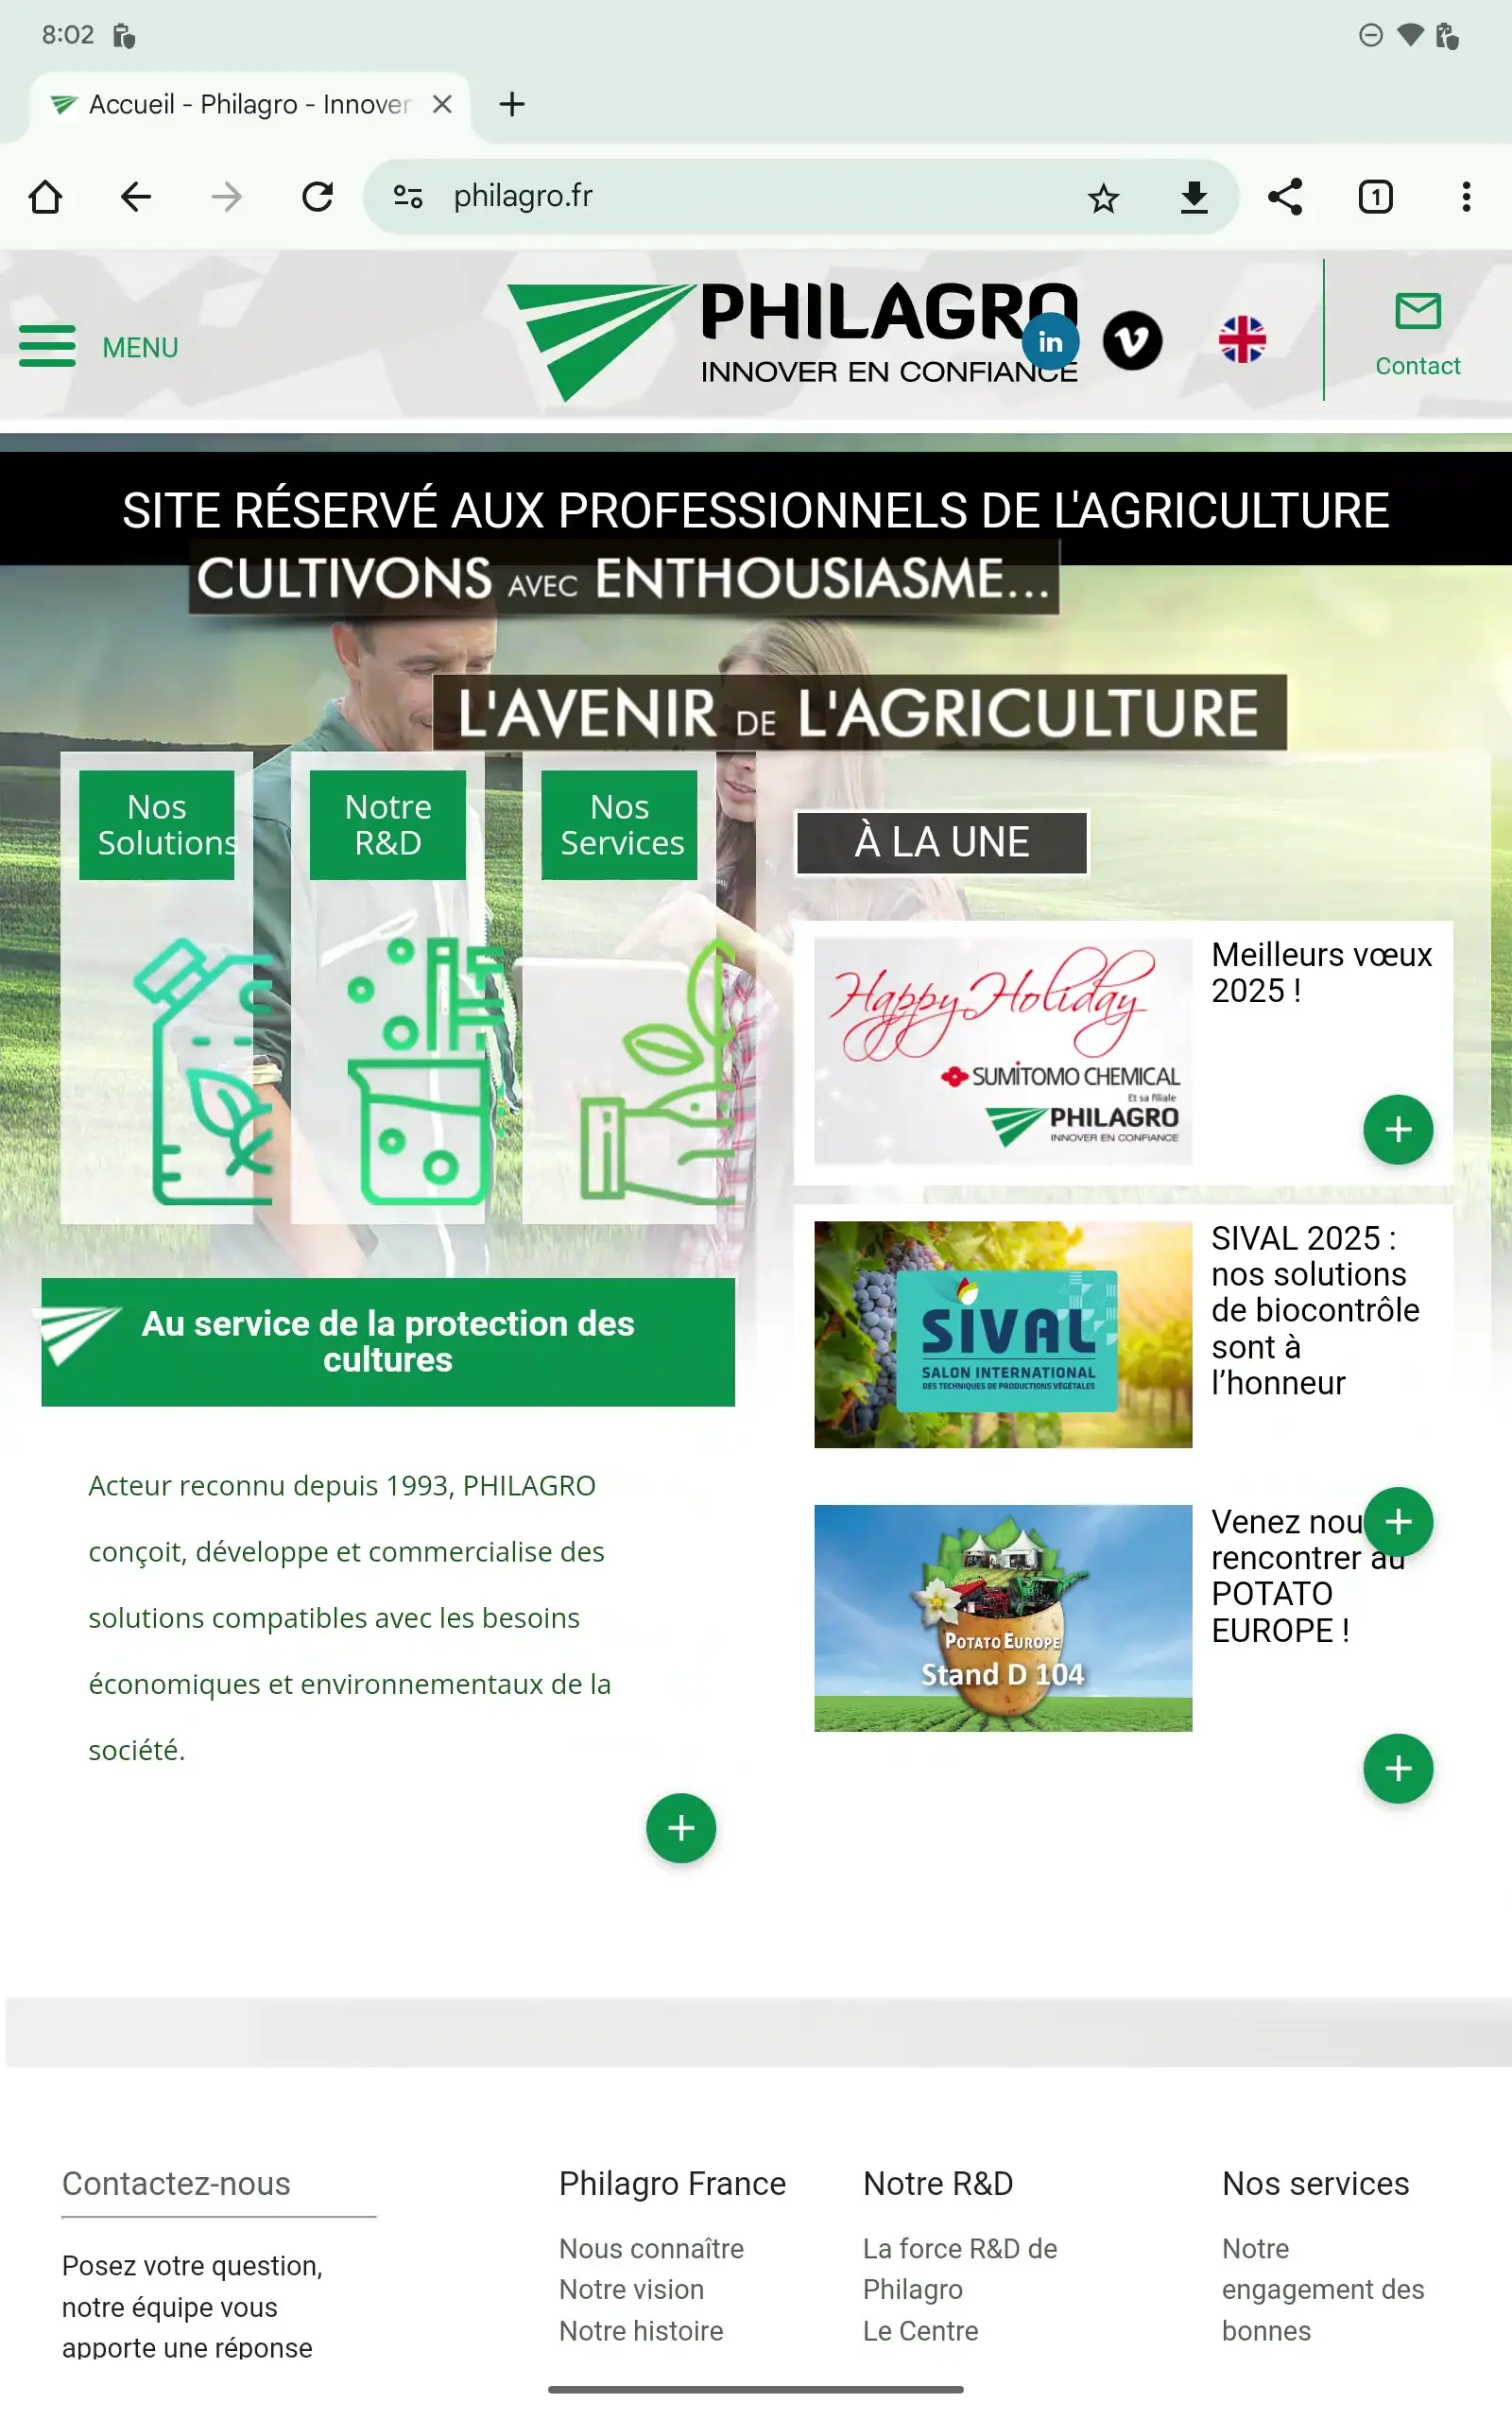 8:02
Accueil - Philagro - Innover
philagro.fr
1
MENU
PHILAGRO
INNOVER EN CONFIANCE
in
Contact
SITE RÉSERVÉ AUX PROFESSIONNELS DE L'AGRICULTURE
CULTIVONS AVEC ENTHOUSIASME...
L'AVENIR DE L'AGRICULTURE
Nos
Solutions
Notre
R&D
Nos
Services
À LA UNE
Happy Holiday
SUMITOMO CHEMICAL
Et sa filiale
PHILAGRO
INNOVER EN CONFIANCE
Meilleurs vœux
2025 !
SIVAL
SALON INTERNATIONAL
DES TECHNIQUES DE PRODUCTIONS VÉGÉTALES
SIVAL 2025 :
nos solutions
de biocontrôle
sont à
l’honneur
Au service de la protection des
cultures
Acteur reconnu depuis 1993, PHILAGRO
conçoit, développe et commercialise des
solutions compatibles avec les besoins
économiques et environnementaux de la
société.
POTATO EUROPE
Stand D 104
Venez nou
rencontrer au
POTATO
EUROPE !
Contactez-nous
Posez votre question,
notre équipe vous
apporte une réponse
Philagro France
Nous connaître
Notre vision
Notre histoire
Notre R&D
La force R&D de
Philagro
Le Centre
Nos services
Notre
engagement des
bonnes